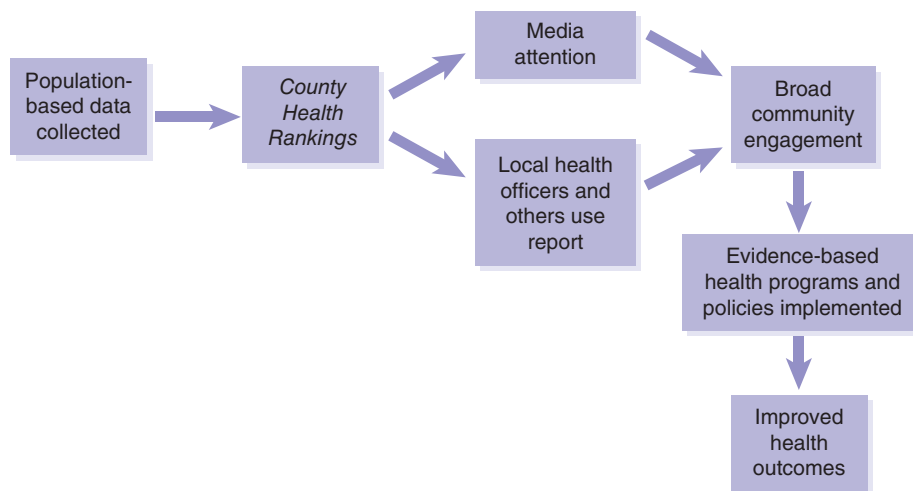 Population-
based data
collected
County
Health
Rankings
Media
attention
Local health
officers and
others use
report
Broad
community
engagement
Evidence-based
health programs and
policies implemented
Improved
health
outcomes